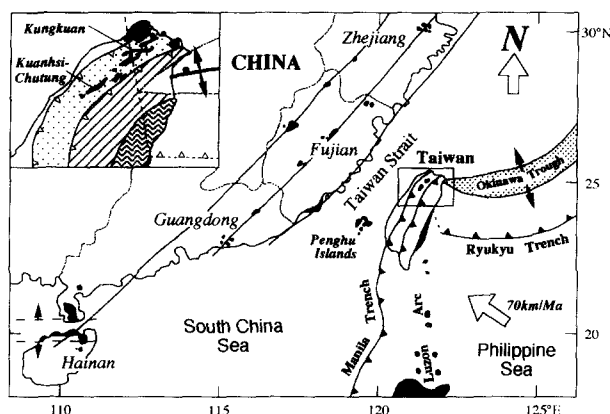 Kungkuan
Kuanhsi-
Chutung
CHINA
Zhejiang
N
30°N
Fujian
Taiwan Strait
Taiwan
Okinawa Trough
25
Guangdong
Penghu
Islands
Ryukyu Trench
Manila Trench
Luzon Arc
70km/Ma
South China
Sea
Philippine
Sea
20
Hainan
110
115
120
125°E